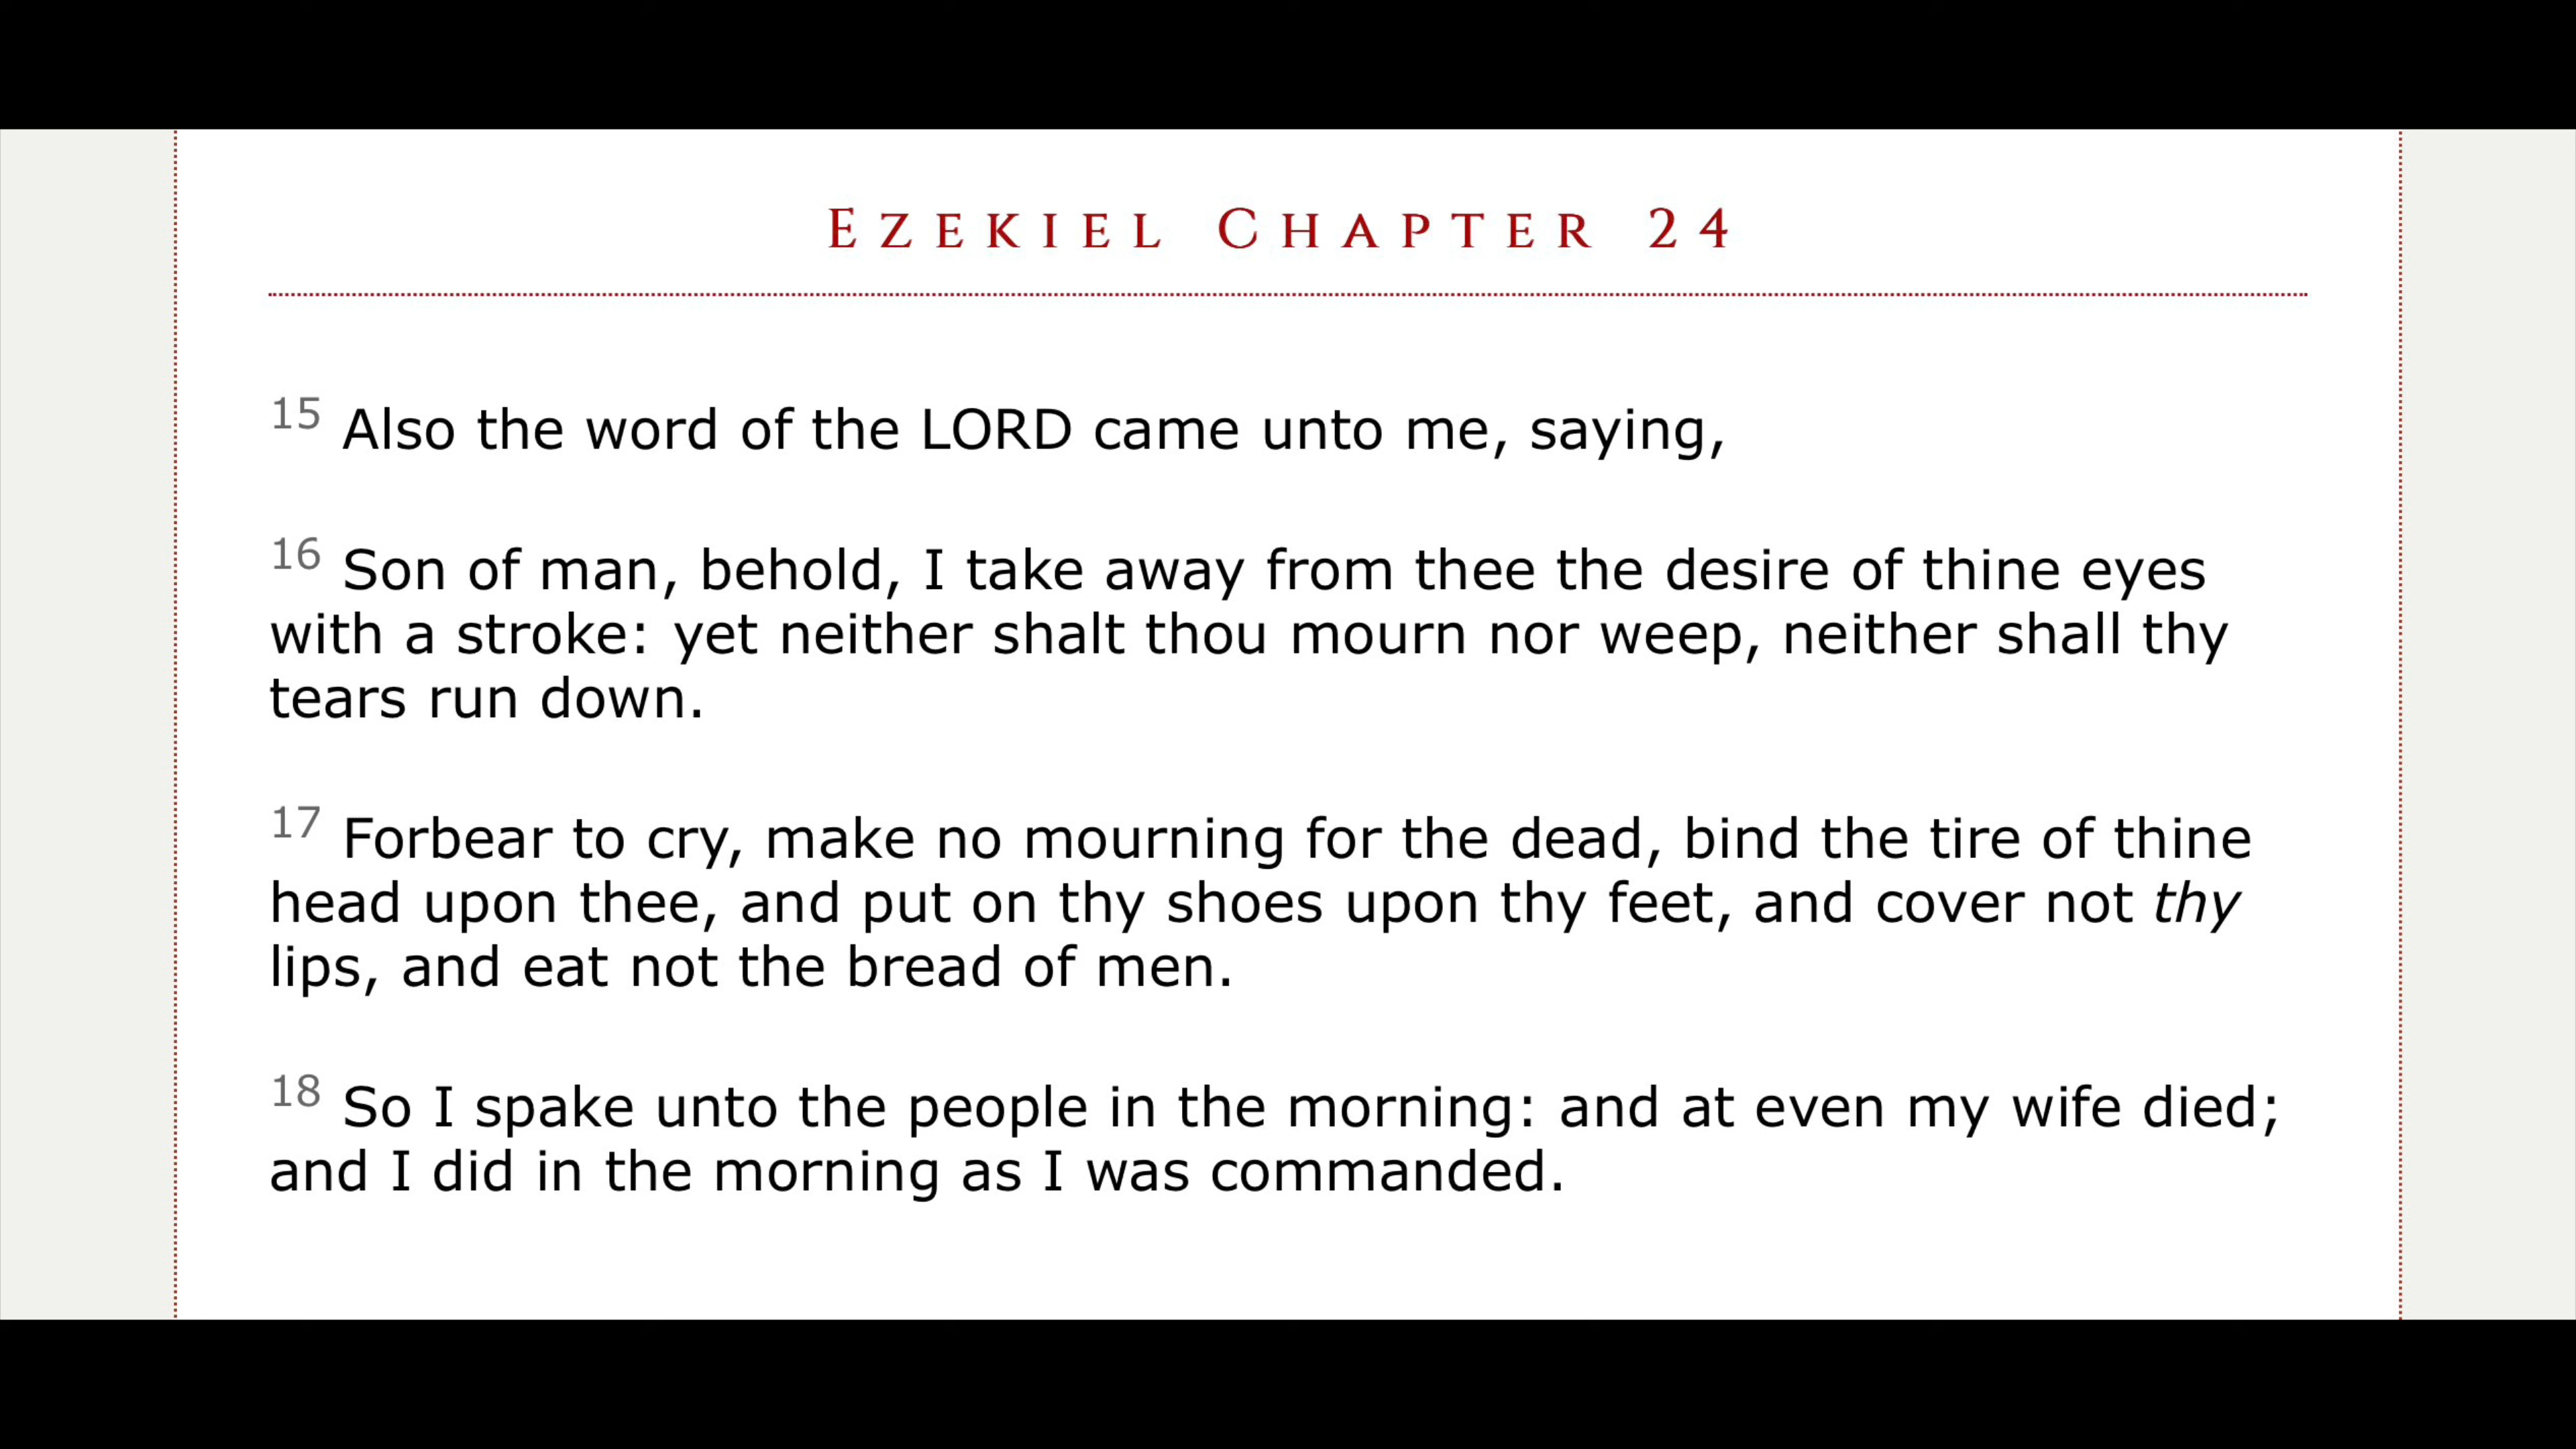 Ezekiel Chapter 24
15 Also the word of the LORD came unto me, saying,
16 Son of man, behold, I take away from thee the desire of thine eyes
with a stroke: yet neither shalt thou mourn nor weep, neither shall thy
tears run down.
17 Forbear to cry, make no mourning for the dead, bind the tire of thine
head upon thee, and put on thy shoes upon thy feet, and cover not thy
lips, and eat not the bread of men.
18 So I spake unto the people in the morning: and at even my wife died;
and I did in the morning as I was commanded.